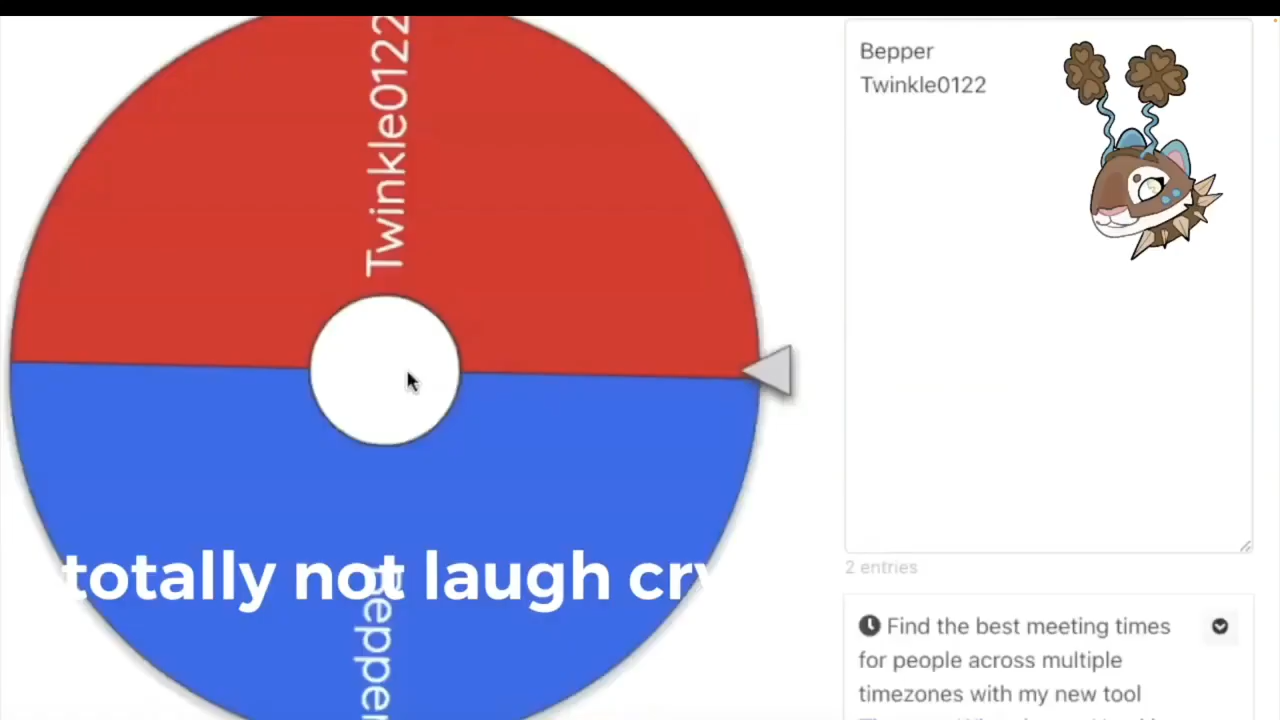 Twinkle0122
Bepper
totally not laugh cry
Bepper
Twinkle0122
2 entries
Find the best meeting times
for people across multiple
timezones with my new tool